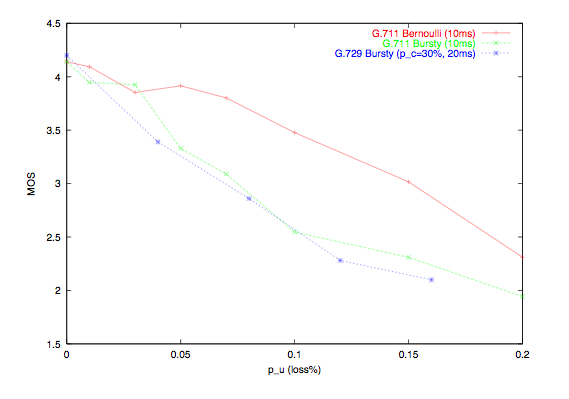 4.5
4
3.5
3
2.5
2
1.5
MOS
G.711 Bernoulli (10ms)
G.711 Bursty (10ms)
G.729 Bursty (p_c=30%, 20ms)
0
0.05
0.1
0.15
0.2
p_u (loss%)